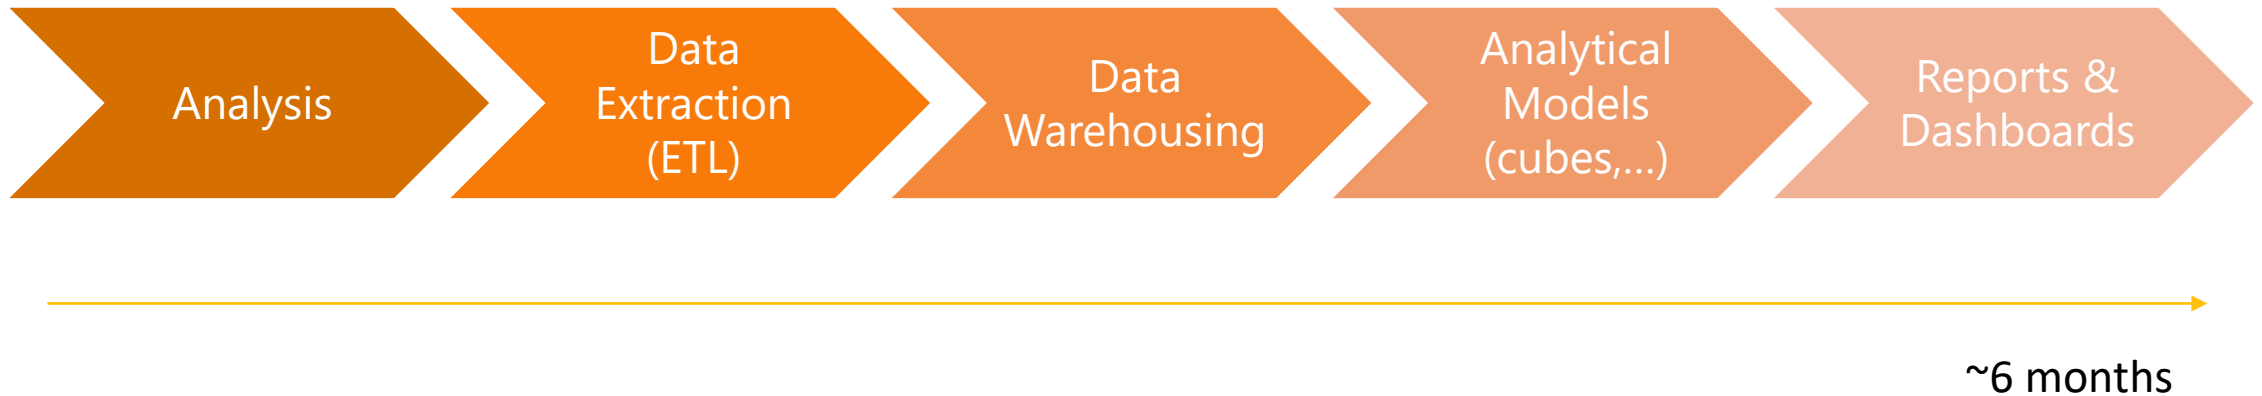 Analysis
Data
Extraction
(ETL)
Data
Warehousing
Analytical
Models
(cubes,...)
Reports &
Dashboards
~6 months